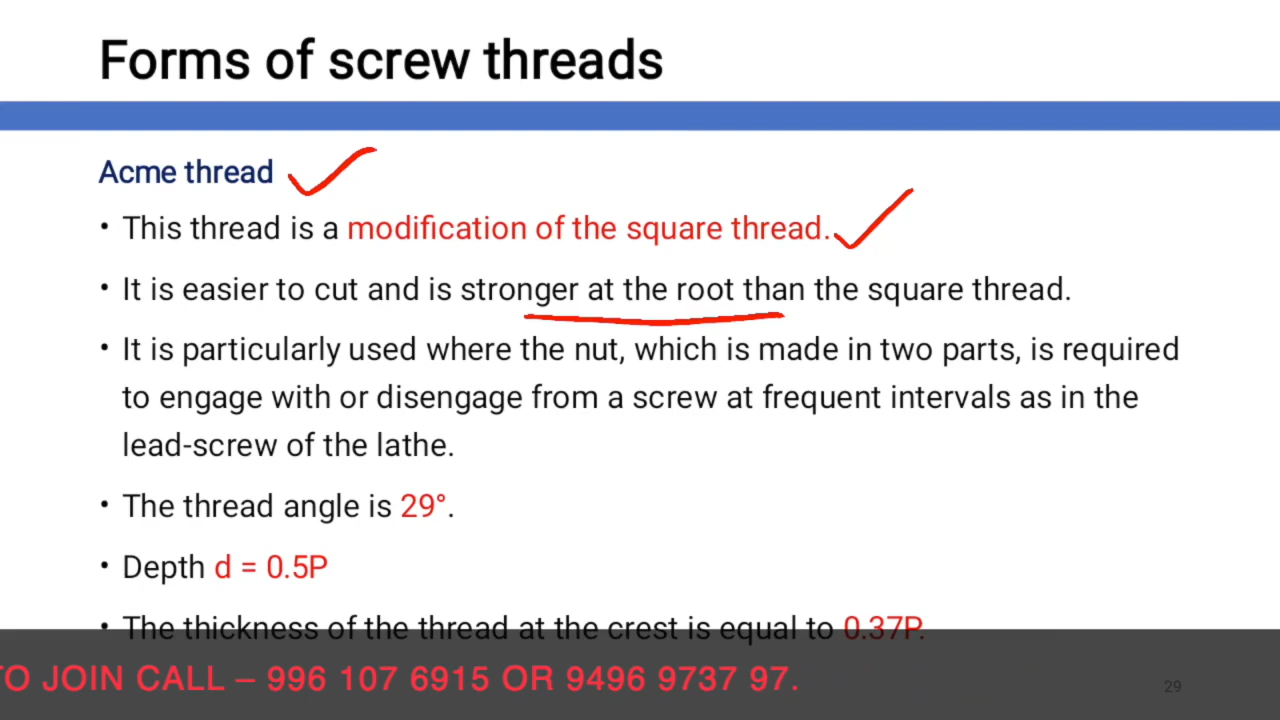 Forms of screw threads
Acme thread
• This thread is a modification of the square thread.
• It is easier to cut and is stronger at the root than the square thread.
• It is particularly used where the nut, which is made in two parts, is required
to engage with or disengage from a screw at frequent intervals as in the
lead-screw of the lathe.
• The thread angle is 29°.
• Depth d = 0.5P
• The thickness of the thread at the crest is equal to 0.37P.
TO JOIN CALL – 996 107 6915 OR 9496 9737 97.
29